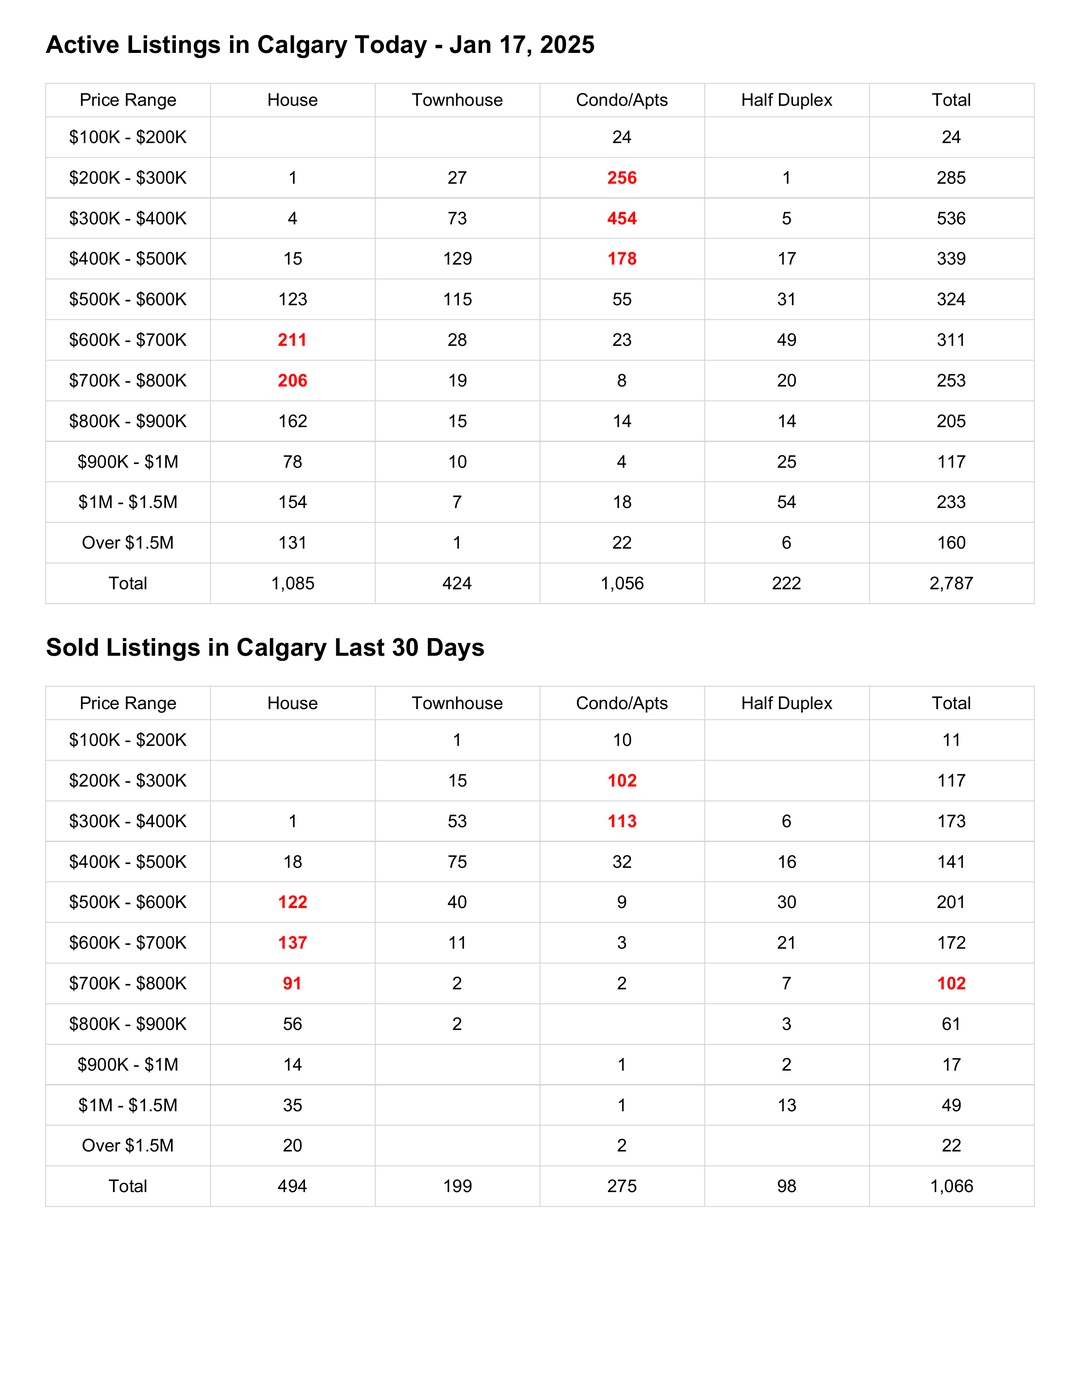 Active Listings in Calgary Today - Jan 17, 2025
Price Range House Townhouse Condo/Apts Half Duplex Total
$100K - $200K 24 24
$200K - $300K 1 27 256 1 285
$300K - $400K 4 73 454 5 536
$400K - $500K 15 129 178 17 339
$500K - $600K 123 115 55 31 324
$600K - $700K 211 28 23 49 311
$700K - $800K 206 19 8 20 253
$800K - $900K 162 15 14 14 205
$900K - $1M 78 10 4 25 117
$1M - $1.5M 154 7 18 54 233
Over $1.5M 131 1 22 6 160
Total 1,085 424 1,056 222 2,787
Sold Listings in Calgary Last 30 Days
Price Range House Townhouse Condo/Apts Half Duplex Total
$100K - $200K 1 10 11
$200K - $300K 15 102 117
$300K - $400K 1 53 113 6 173
$400K - $500K 18 75 32 16 141
$500K - $600K 122 40 9 30 201
$600K - $700K 137 11 3 21 172
$700K - $800K 91 2 2 7 102
$800K - $900K 56 2 3 61
$900K - $1M 14 1 2 17
$1M - $1.5M 35 1 13 49
Over $1.5M 20 2 22
Total 494 199 275 98 1,066